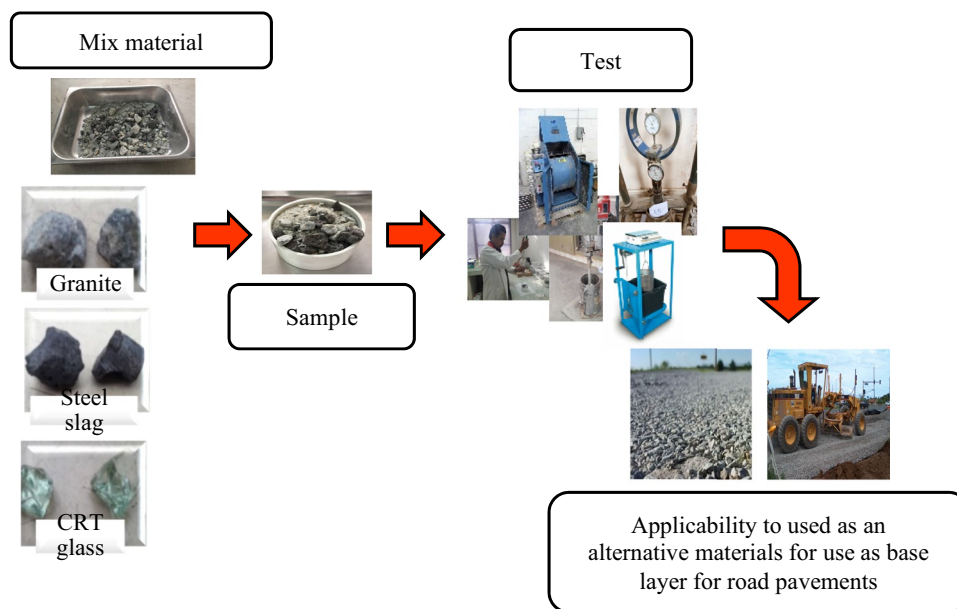 Mix material
Test
Granite
Sample
Steel
slag
CRT
glass
Applicability to used as an
alternative materials for use as base
layer for road pavements